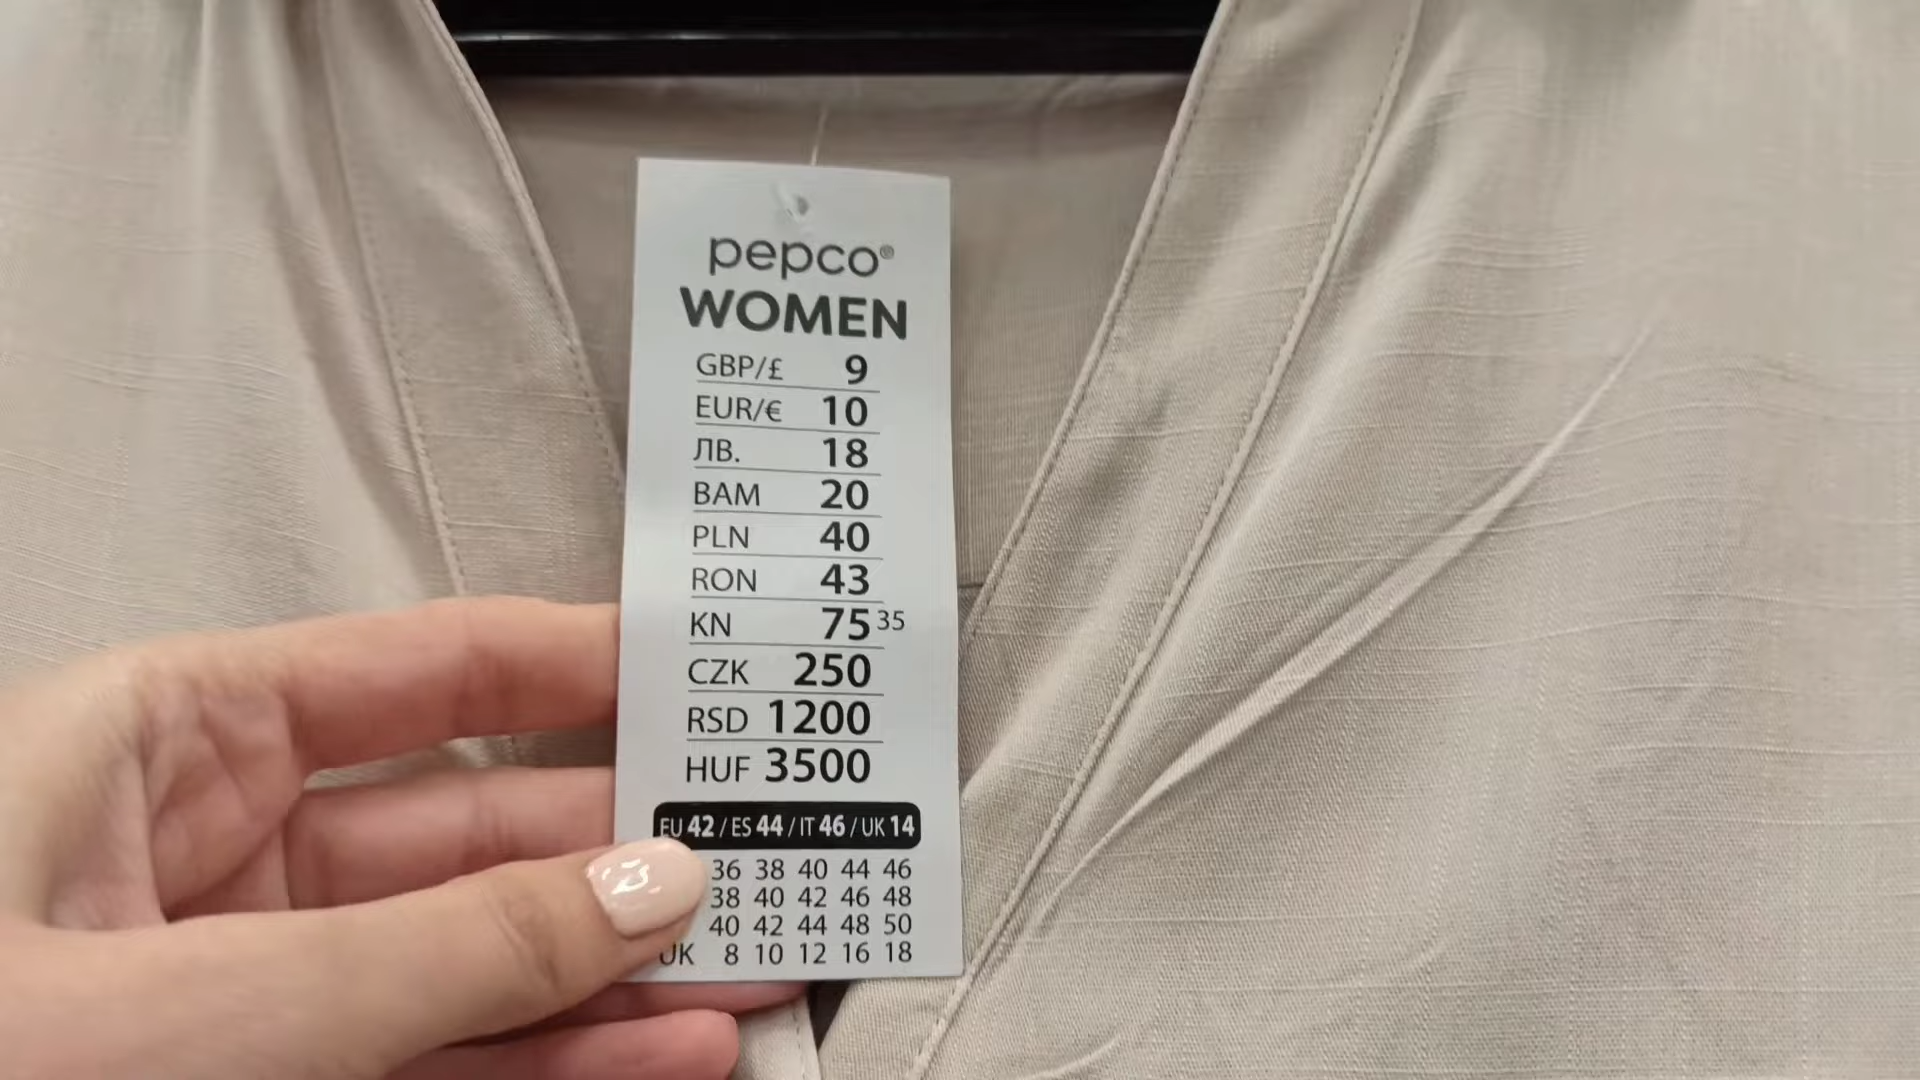 pepco®
WOMEN
GBP/£ 9
EUR/€ 10
ЛВ. 18
BAM 20
PLN 40
RON 43
KN 75 35
CZK 250
RSD 1200
HUF 3500
EU 42 / ES 44 / IT 46 / UK 14
36 38 40 44 46
38 40 42 46 48
40 42 44 48 50
UK 8 10 12 16 18